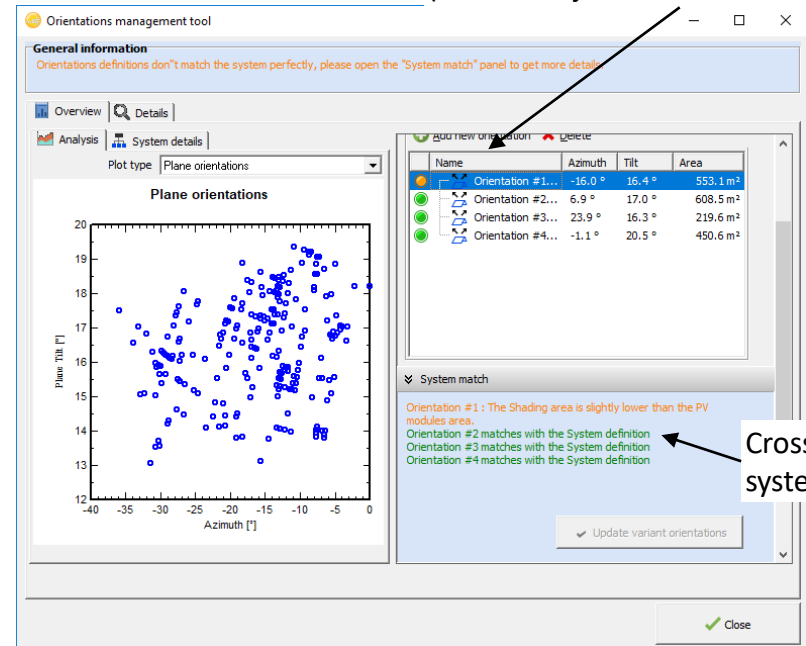 Orientations management tool
General information
Orientations definitions don"t match the system perfectly, please open the "System match" panel to get more details.
Overview
Details
Analysis
System details
Plot type Plane orientations
Plane orientations
20
19
18
17
16
15
14
13
12
Plane Tilt [°]
-40 -35 -30 -25 -20 -15 -10 -5 0
Azimuth [°]
Add new orientation Delete
Name Azimuth Tilt Area
Orientation #1... -16.0 ° 16.4 ° 553.1 m²
Orientation #2... 6.9 ° 17.0 ° 608.5 m²
Orientation #3... 23.9 ° 16.3 ° 219.6 m²
Orientation #4... -1.1 ° 20.5 ° 450.6 m²
System match
Orientation #1 : The Shading area is slightly lower than the PV
modules area.
Orientation #2 matches with the System definition
Orientation #3 matches with the System definition
Orientation #4 matches with the System definition
Cross
syste
Update variant orientations
Close